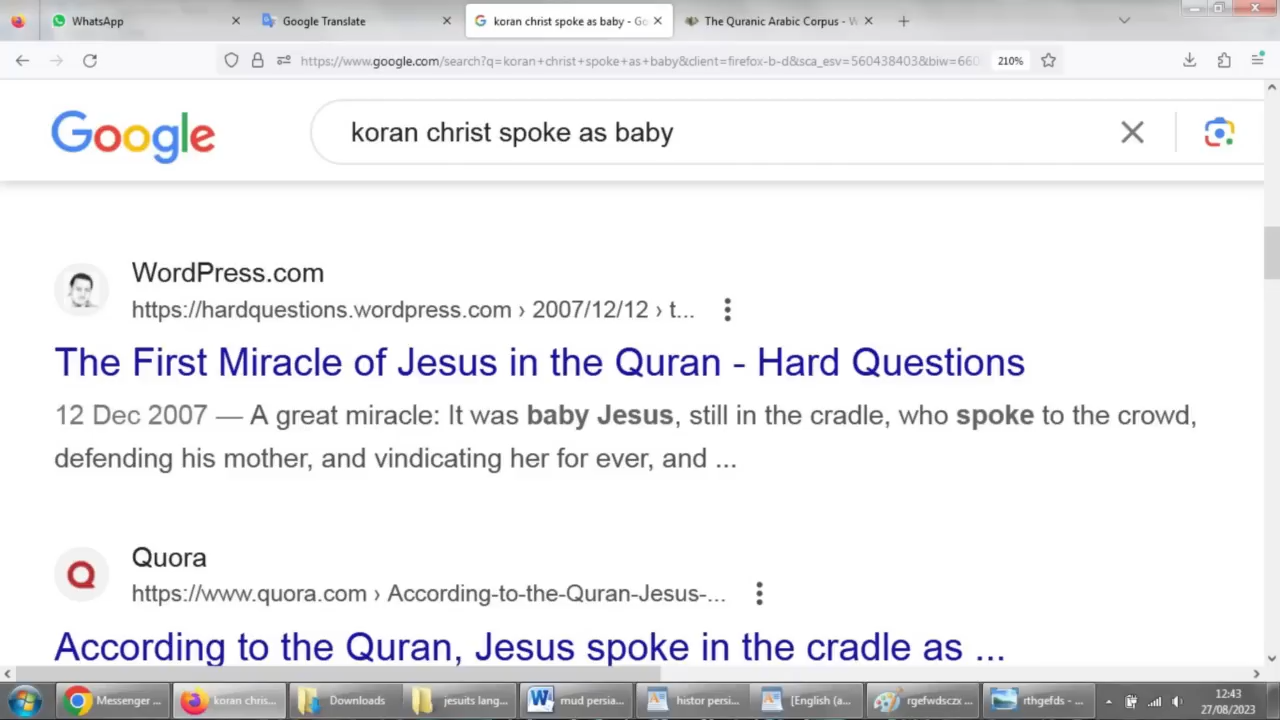 WhatsApp
Google Translate
koran christ spoke as baby - Go
The Quranic Arabic Corpus - W
https://www.google.com/search?q=koran+christ+spoke+as+baby&client=firefox-b-d&sca_esv=560438403&biw=660
210%
Google
koran christ spoke as baby
WordPress.com
https://hardquestions.wordpress.com › 2007/12/12 › t...
The First Miracle of Jesus in the Quran - Hard Questions
12 Dec 2007 — A great miracle: It was baby Jesus, still in the cradle, who spoke to the crowd,
defending his mother, and vindicating her for ever, and ...
Quora
https://www.quora.com › According-to-the-Quran-Jesus-...
According to the Quran, Jesus spoke in the cradle as ...
Messenger ...
koran chris...
Downloads
jesuits lang...
mud persia...
histor persi...
[English (a...
rgefwdsczx ...
rthgefds - ...
12:43
27/08/2023